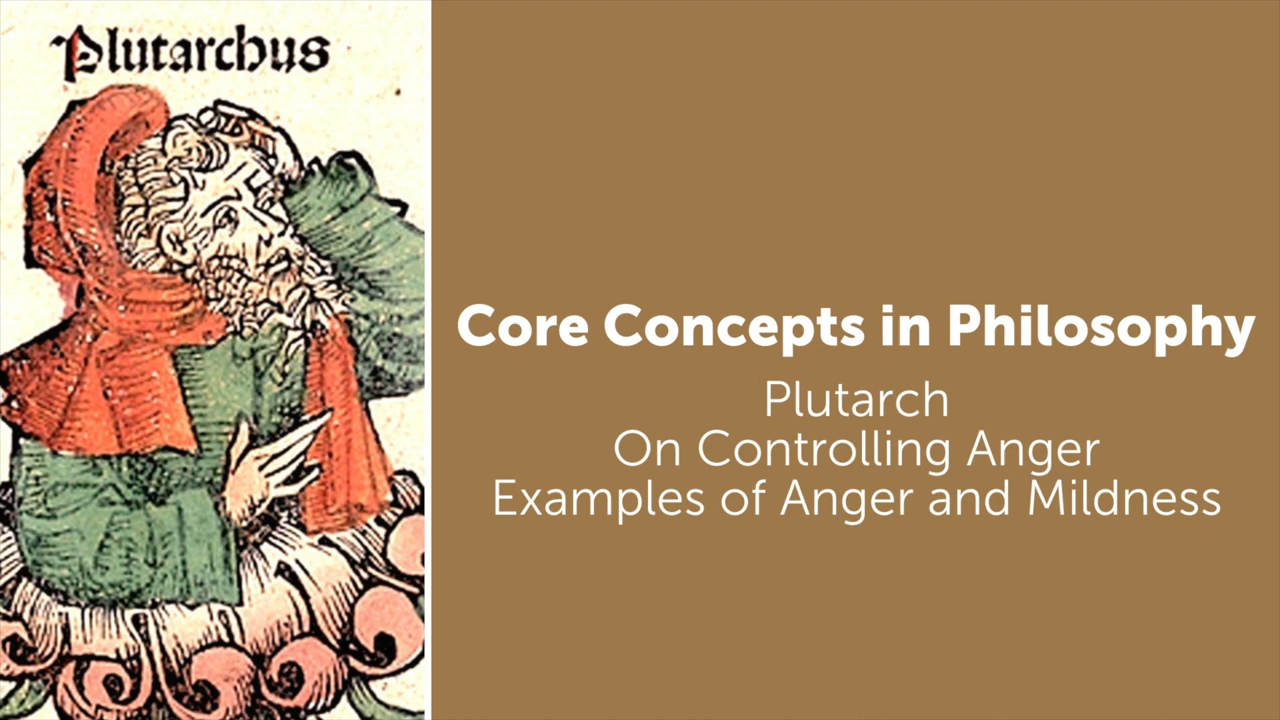 Plutarchus
Core Concepts in Philosophy
Plutarch
On Controlling Anger
Examples of Anger and Mildness